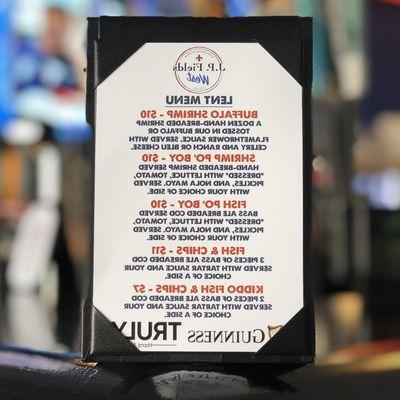 J.P. Fields
West
LENT MENU
BUFFALO SHRIMP - $10
A DOZEN HAND-BREADED SHRIMP
TOSSED IN OUR BUFFALO OR
FLAMETHROWER SAUCE. SERVED WITH
CELERY AND RANCH OR BLEU CHEESE.
SHRIMP PO' BOY - $10
HAND-BREADED SHRIMP SERVED
"DRESSED" WITH LETTUCE, TOMATO,
PICKLES, AND NOLA MAYO. SERVED
WITH YOUR CHOICE OF SIDE.
FISH PO' BOY - $10
BASS ALE BREADED COD SERVED
"DRESSED" WITH LETTUCE, TOMATO,
PICKLES, AND NOLA MAYO. SERVED
WITH YOUR CHOICE OF SIDE.
FISH & CHIPS - $11
3 PIECES OF BASS ALE BREADED COD
SERVED WITH TARTAR SAUCE AND YOUR
CHOICE OF A SIDE.
KIDDO FISH & CHIPS - $7
2 PIECES OF BASS ALE BREADED COD
SERVED WITH TARTAR SAUCE AND YOUR
CHOICE OF A SIDE.
GUINNESS TRULY
Hard